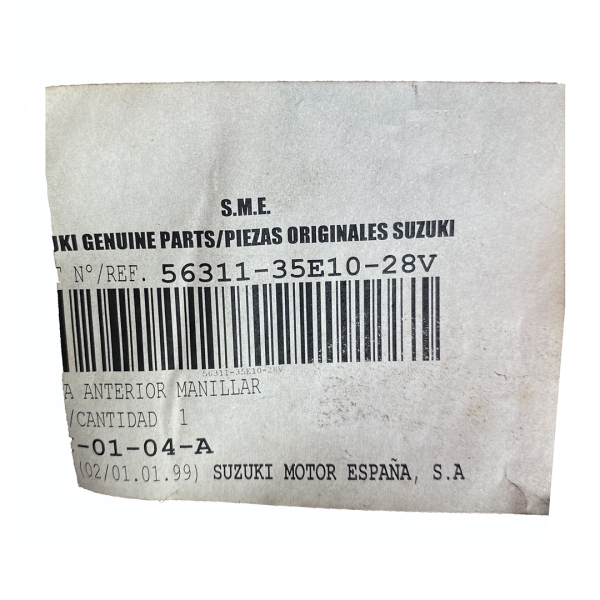 S.M.E.
UKI GENUINE PARTS/PIEZAS ORIGINALES SUZUKI
T N°/REF. 56311-35E10-28V
56311-35E10-28V
A ANTERIOR MANILLAR
/CANTIDAD 1
-01-04-A
(02/01.01.99) SUZUKI MOTOR ESPAÑA, S.A